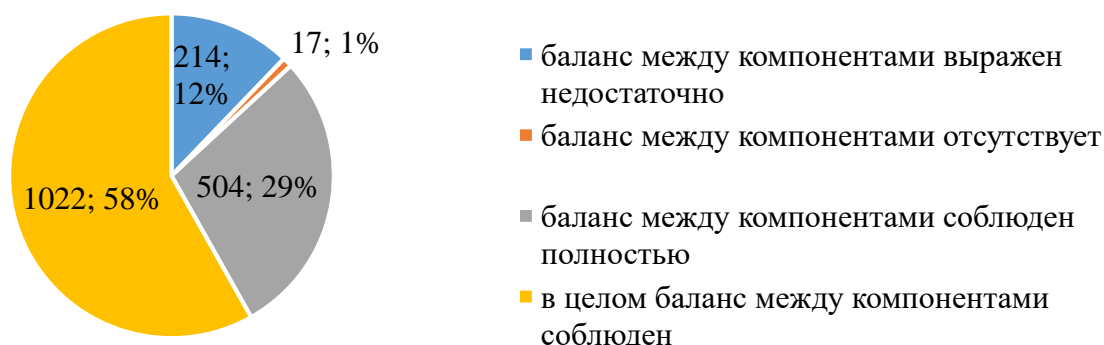 214;
12%
17; 1%
504; 29%
1022; 58%
баланс между компонентами выражен
недостаточно
баланс между компонентами отсутствует
баланс между компонентами соблюден
полностью
в целом баланс между компонентами
соблюден